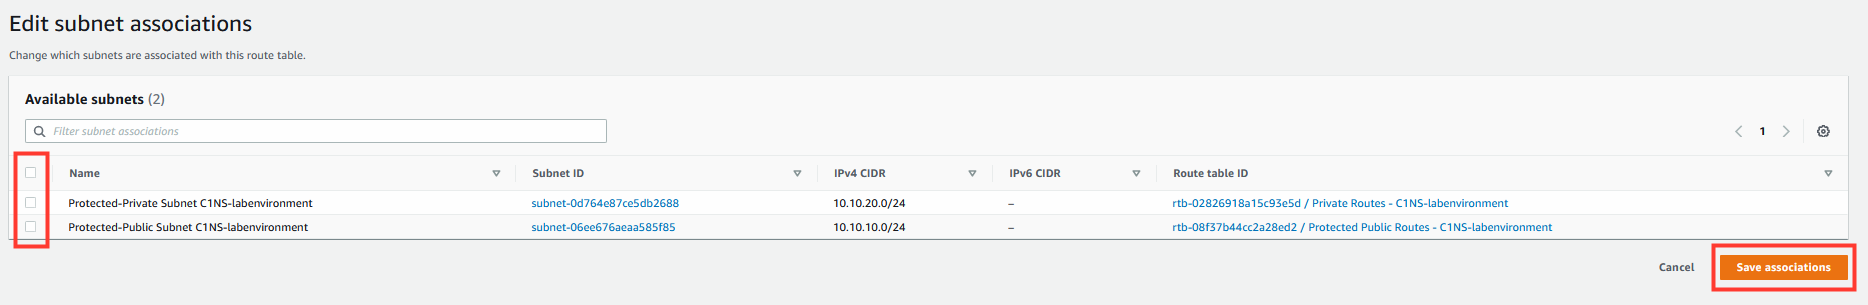 Edit subnet associations
Change which subnets are associated with this route table.
Available subnets (2)
Filter subnet associations
1
Name Subnet ID IPv4 CIDR IPv6 CIDR Route table ID
Protected-Private Subnet C1NS-labenvironment subnet-0d764e87ce5db2688 10.10.20.0/24 – rtb-02826918a15c93e5d / Private Routes - C1NS-labenvironment
Protected-Public Subnet C1NS-labenvironment subnet-06ee676aeaa585f85 10.10.10.0/24 – rtb-08f37b44cc2a28ed2 / Protected Public Routes - C1NS-labenvironment
Cancel Save associations